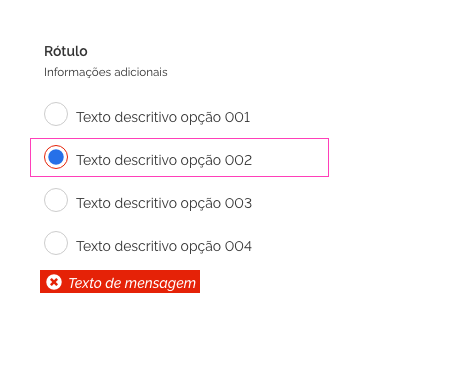 Rótulo
Informações adicionais
Texto descritivo opção 001
Texto descritivo opção 002
Texto descritivo opção 003
Texto descritivo opção 004
Texto de mensagem